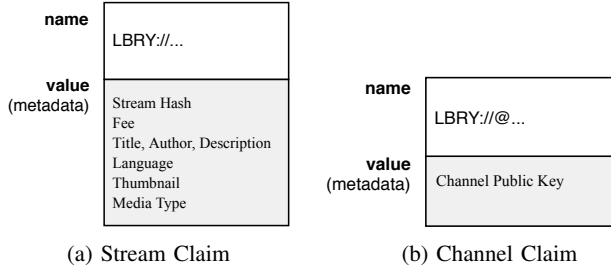 name
LBRY://...
value
(metadata)
Stream Hash
Fee
Title, Author, Description
Language
Thumbnail
Media Type
(a) Stream Claim
name
LBRY://@...
value
(metadata)
Channel Public Key
(b) Channel Claim